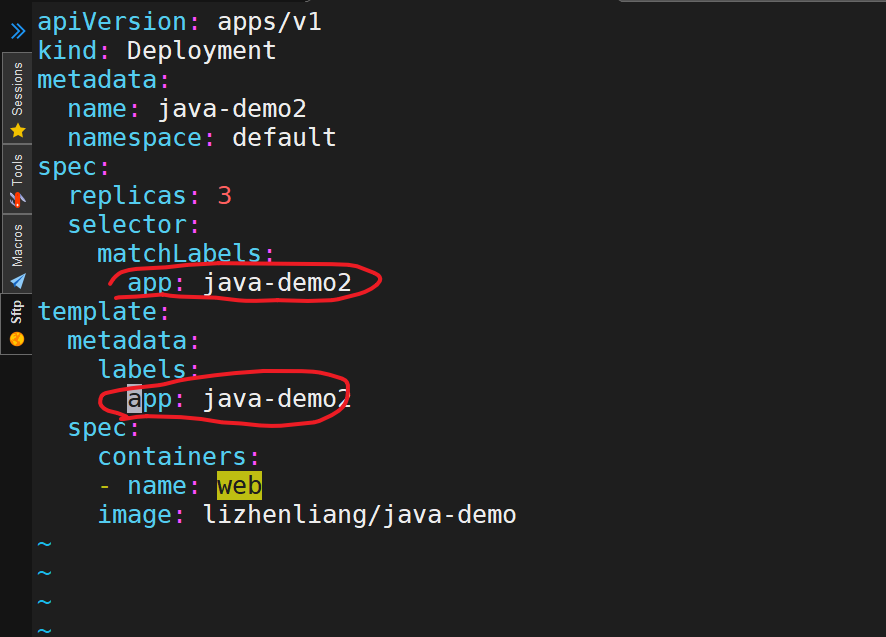 apiVersion: apps/v1
kind: Deployment
metadata:
  name: java-demo2
  namespace: default
spec:
  replicas: 3
  selector:
    matchLabels:
      app: java-demo2
template:
  metadata:
    labels:
      app: java-demo2
  spec:
    containers:
    - name: web
    image: lizhenliang/java-demo
~
~
~
~
Sessions
Tools
Macros
Sftp